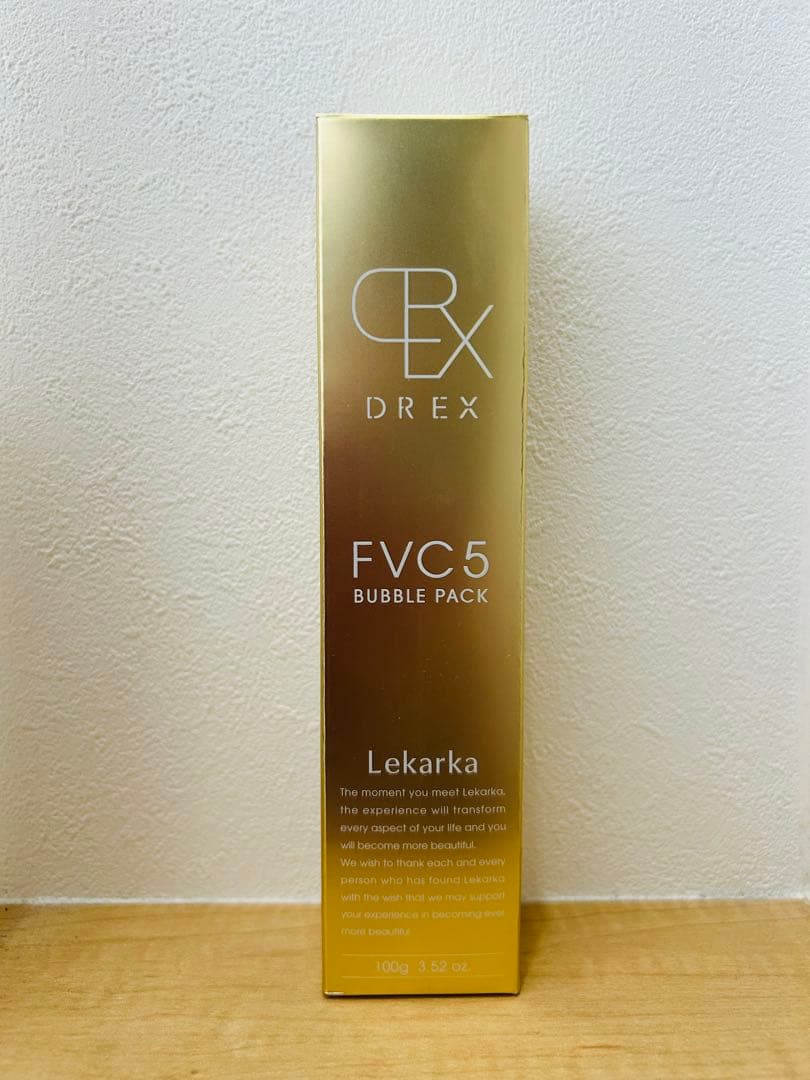 DREX
DREX
FVC5
BUBBLE PACK
Lekarka
The moment you meet Lekarka,
the experience will transform
every aspect of your life and you
will become more beautiful.
We wish to thank each and every
person who has found Lekarka
with the wish that we may support
your experience in becoming ever
more beautiful.
100g 3.52 oz.